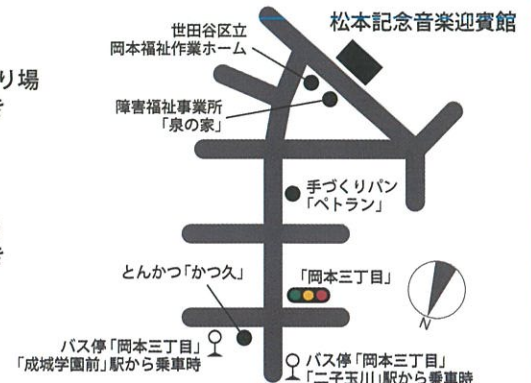 松本記念音楽迎賓館
世田谷区立
岡本福祉作業ホーム
り場
障害福祉事業所
「泉の家」
手づくりパン
「ペトラン」
とんかつ「かつ久」
「岡本三丁目」
N
バス停「岡本三丁目」
「成城学園前」駅から乗車時
バス停「岡本三丁目」
「二子玉川」駅から乗車時